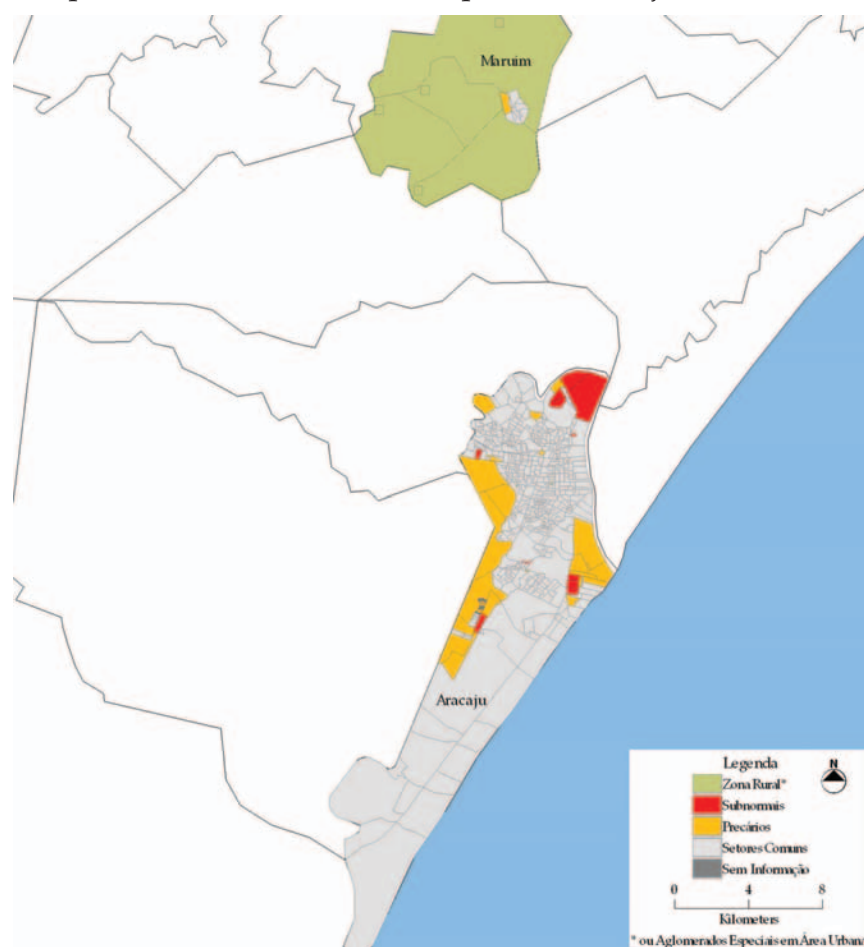 Maruim
Aracaju
Legenda
N
Zona Rural*
Subnormais
Precários
Setores Comuns
Sem Informação
0 4 8
Kilometers
* ou Aglomerados Especiais em Área Urbana